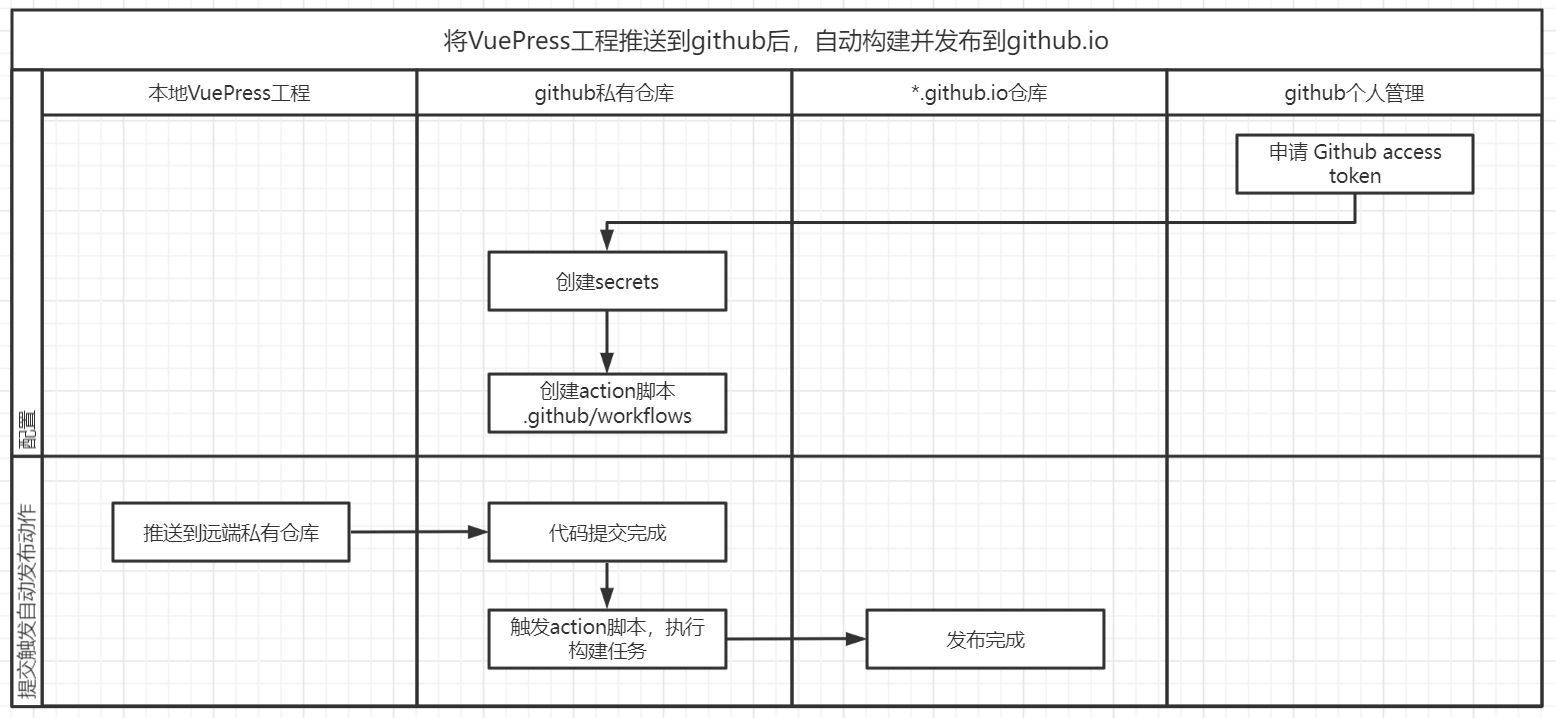 将VuePress工程推送到github后，自动构建并发布到github.io
本地VuePress工程
github私有仓库
*.github.io仓库
github个人管理
配置
申请 Github access
token
创建secrets
创建action脚本
.github/workflows
提交触发自动发布动作
推送到远端私有仓库
代码提交完成
触发action脚本，执行
构建任务
发布完成